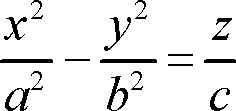 x²/a² − y²/b² = z/c